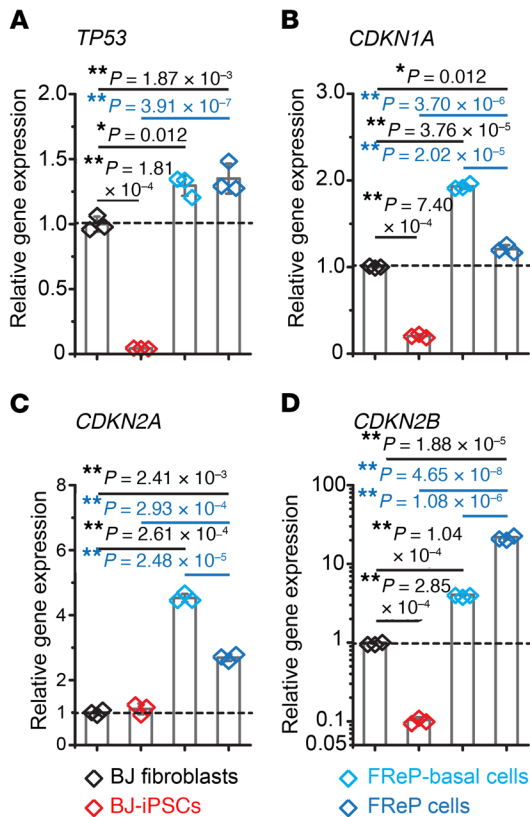 A
TP53
** P = 1.87 × 10⁻³
** P = 3.91 × 10⁻⁷
* P = 0.012
** P = 1.81
× 10⁻⁴
Relative gene expression
2.0
1.5
1.0
0.5
0
B
CDKN1A
* P = 0.012
** P = 3.70 × 10⁻⁶
** P = 3.76 × 10⁻⁵
** P = 2.02 × 10⁻⁵
** P = 7.40
× 10⁻⁴
Relative gene expression
3.0
2.0
1.0
0
C
CDKN2A
** P = 2.41 × 10⁻³
** P = 2.93 × 10⁻⁴
** P = 2.61 × 10⁻⁴
** P = 2.48 × 10⁻⁵
Relative gene expression
8
6
4
2
1
0
D
CDKN2B
** P = 1.88 × 10⁻⁵
** P = 4.65 × 10⁻⁸
** P = 1.08 × 10⁻⁶
** P = 1.04
× 10⁻⁴
** P = 2.85
× 10⁻⁴
Relative gene expression
100
10
1
0.1
0.05
BJ fibroblasts
BJ-iPSCs
FReP-basal cells
FReP cells